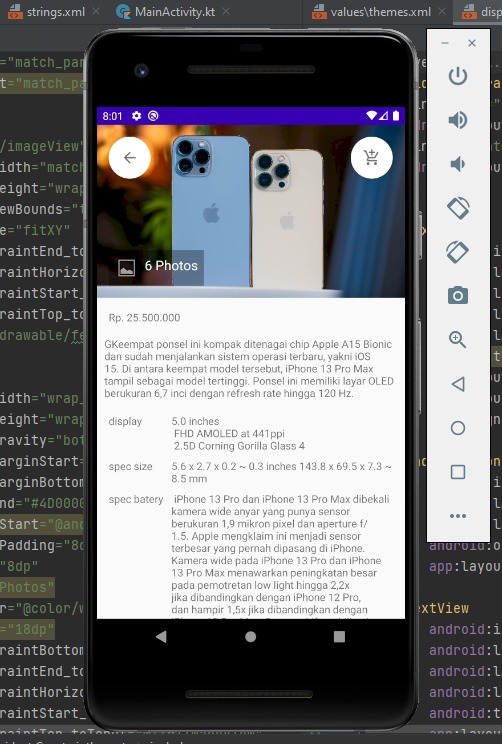 strings.xml MainActivity.kt values\themes.xml disp
="match_pa
t="match_pa
/imageView"
idth="match
eight="wrap
ewBounds="t
e="fitXY"
raintEnd_to
raintHorizo
raintStart_
raintTop_to
drawable/fe
idth="wrap_
eight="wrap
ravity="bot
arginStart=
arginBottom
nd="#4D0000
Start="@and
Padding="8d
"8dp"
Photos"
r="@color/w
="18dp"
raintBottom
raintEnd_to
raintHorizo
raintStart_
8:01
6 Photos
Rp. 25.500.000
GKeempat ponsel ini kompak ditenagai chip Apple A15 Bionic
dan sudah menjalankan sistem operasi terbaru, yakni iOS
15. Di antara keempat model tersebut, iPhone 13 Pro Max
tampil sebagai model tertinggi. Ponsel ini memiliki layar OLED
berukuran 6,7 inci dengan refresh rate hingga 120 Hz.
display 5.0 inches
FHD AMOLED at 441ppi
2.5D Corning Gorilla Glass 4
spec size 5.6 x 2.7 x 0.2 ~ 0.3 inches 143.8 x 69.5 x 7.3 ~
8.5 mm
spec batery iPhone 13 Pro dan iPhone 13 Pro Max dibekali
kamera wide anyar yang punya sensor
berukuran 1,9 mikron pixel dan aperture f/
1.5. Apple mengklaim ini menjadi sensor
terbesar yang pernah dipasang di iPhone.
Kamera wade pada iPhone 13 Pro dan iPhone
13 Pro Max menawarkan peningkatan besar
pada pemotretan low light hingga 2,2x
jika dibandingkan dengan iPhone 12 Pro,
dan hampir 1,5x jika dibandingkan dengan
android:o
app:layou
extView
android:i
android:l
android:l
android:l
android:l